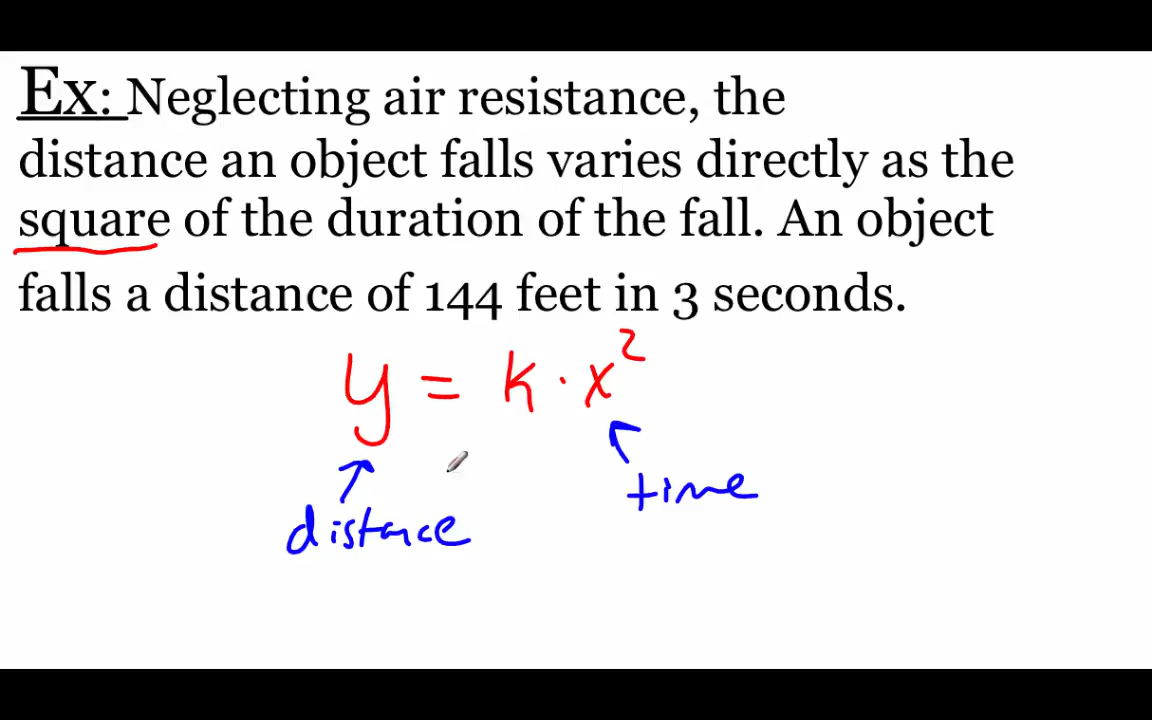 Ex: Neglecting air resistance, the
distance an object falls varies directly as the
square of the duration of the fall. An object
falls a distance of 144 feet in 3 seconds.
y = k · x²
time
distance